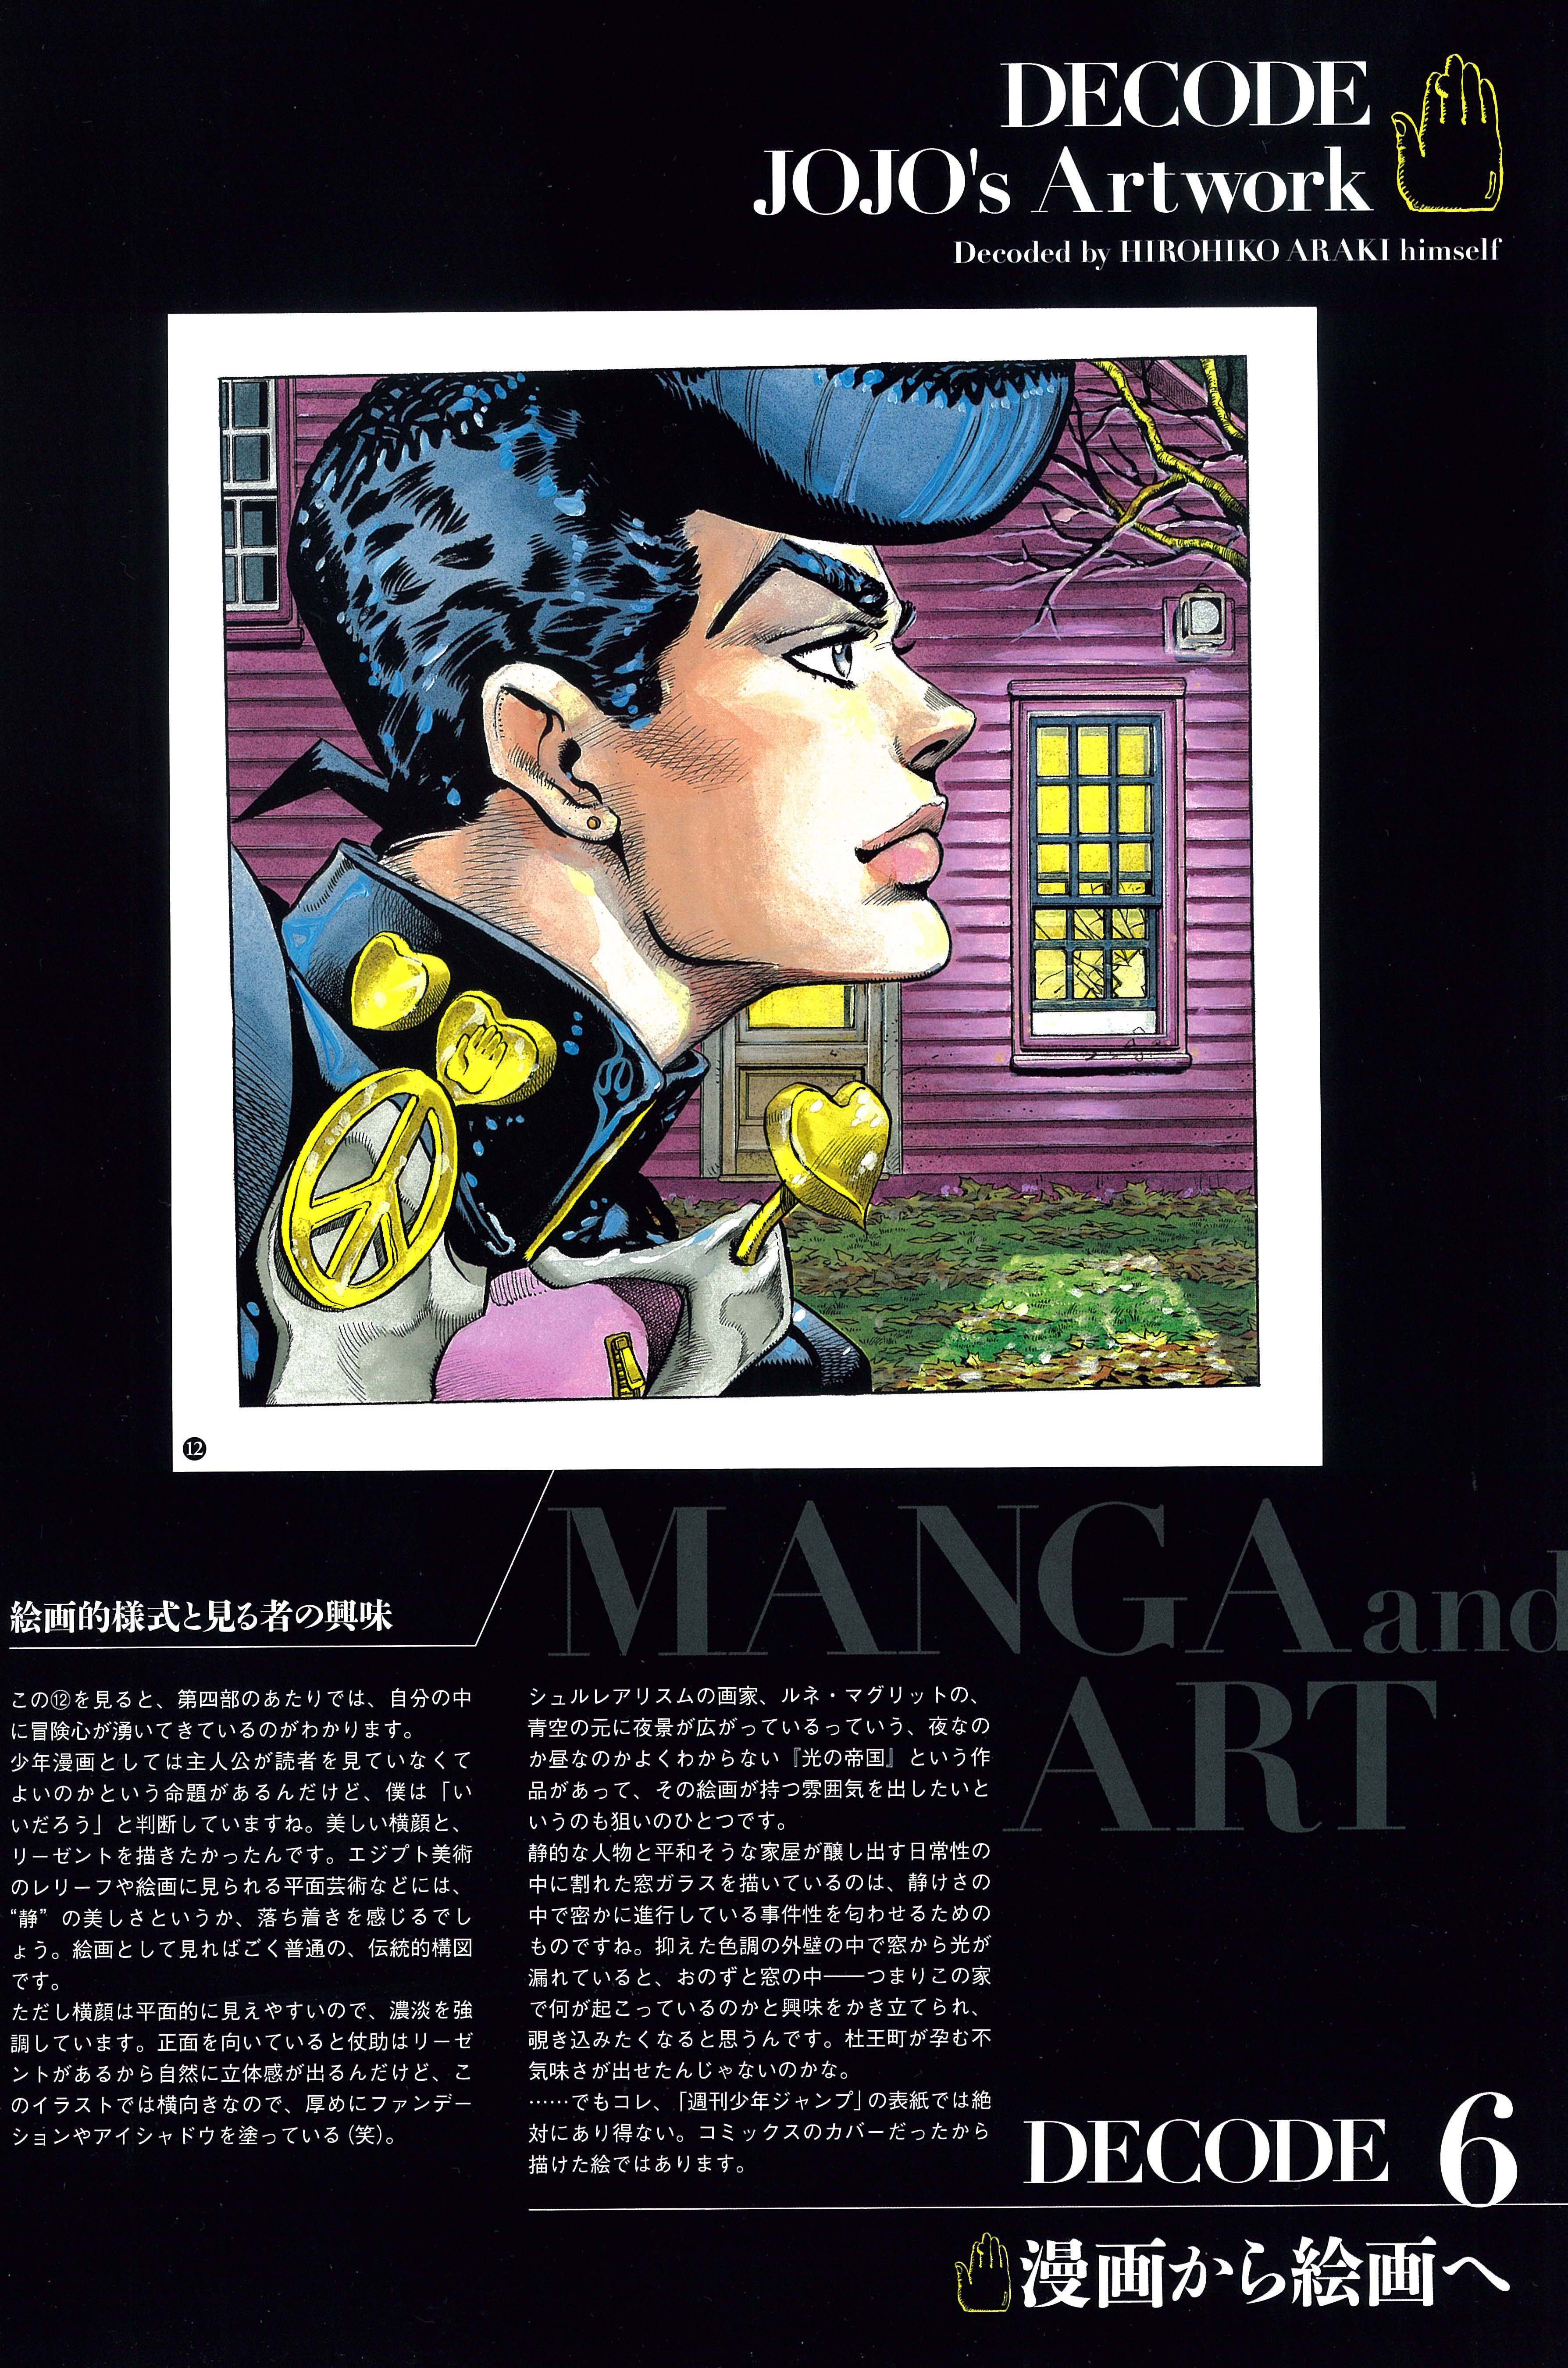 DECODE
JOJO's Artwork
Decoded by HIROHIKO ARAKI himself
⓬
MANGA and
ART
絵画的様式と見る者の興味
この⑫を見ると、第四部のあたりでは、自分の中
に冒険心が湧いてきているのがわかります。
少年漫画としては主人公が読者を見ていなくて
よいのかという命題があるんだけど、僕は「い
いだろう」と判断していますね。美しい横顔と、
リーゼントを描きたかったんです。エジプト美術
のレリーフや絵画に見られる平面芸術などには、
“静”の美しさというか、落ち着きを感じるでし
ょう。絵画として見ればごく普通の、伝統的構図
です。
ただし横顔は平面的に見えやすいので、濃淡を強
調しています。正面を向いていると仗助はリーゼ
ントがあるから自然に立体感が出るんだけど、こ
のイラストでは横向きなので、厚めにファンデー
ションやアイシャドウを塗っている(笑)。
シュルレアリスムの画家、ルネ・マグリットの、
青空の元に夜景が広がっているっていう、夜なの
か昼なのかよくわからない『光の帝国』という作
品があって、その絵画が持つ雰囲気を出したいと
いうのも狙いのひとつです。
静的な人物と平和そうな家屋が醸し出す日常性の
中に割れた窓ガラスを描いているのは、静けさの
中で密かに進行している事件性を匂わせるための
ものですね。抑えた色調の外壁の中で窓から光が
漏れていると、おのずと窓の中――つまりこの家
で何が起こっているのかと興味をかき立てられ、
覗き込みたくなると思うんです。杜王町が孕む不
気味さが出せたんじゃないのかな。
……でもコレ、「週刊少年ジャンプ」の表紙では絶
対にあり得ない。コミックスのカバーだったから
描けた絵ではあります。
DECODE 6
漫画から絵画へ